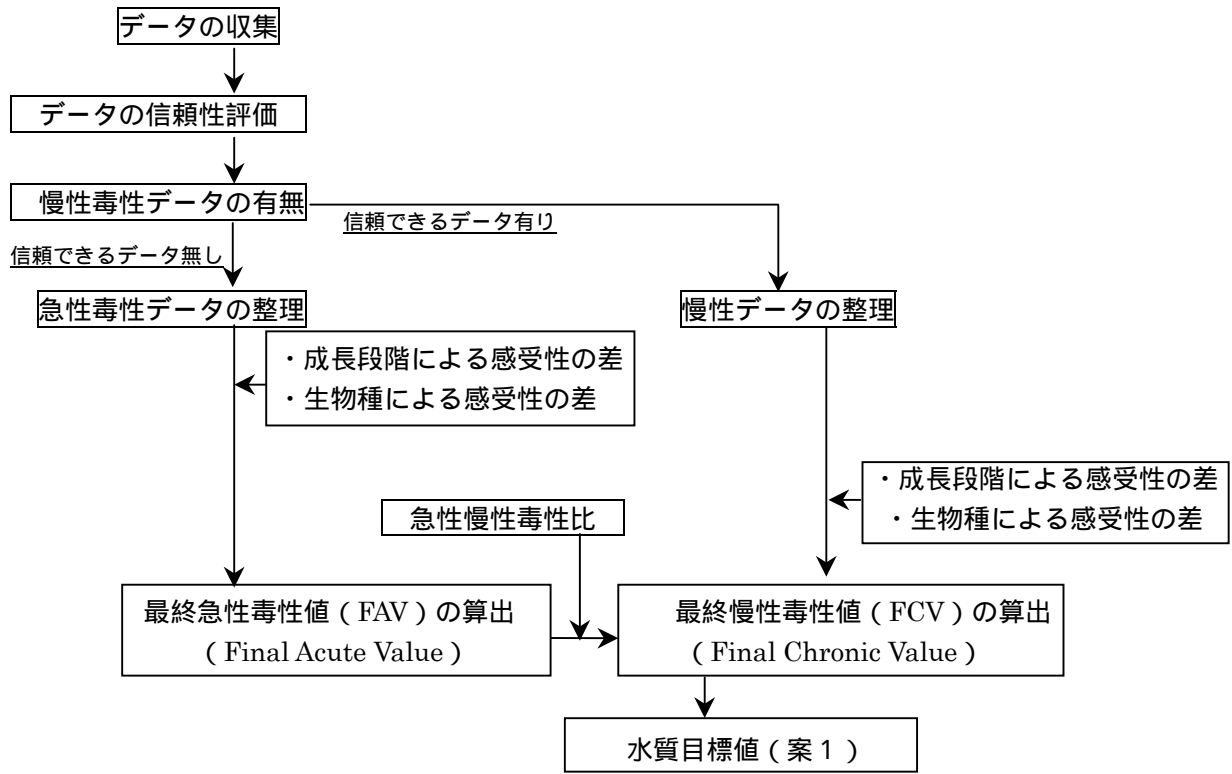 データの収集
データの信頼性評価
慢性毒性データの有無
信頼できるデータ有り
信頼できるデータ無し
急性毒性データの整理
慢性データの整理
・成長段階による感受性の差
・生物種による感受性の差
・成長段階による感受性の差
・生物種による感受性の差
急性慢性毒性比
最終急性毒性値(FAV)の算出
(Final Acute Value)
最終慢性毒性値(FCV)の算出
(Final Chronic Value)
水質目標値(案1)